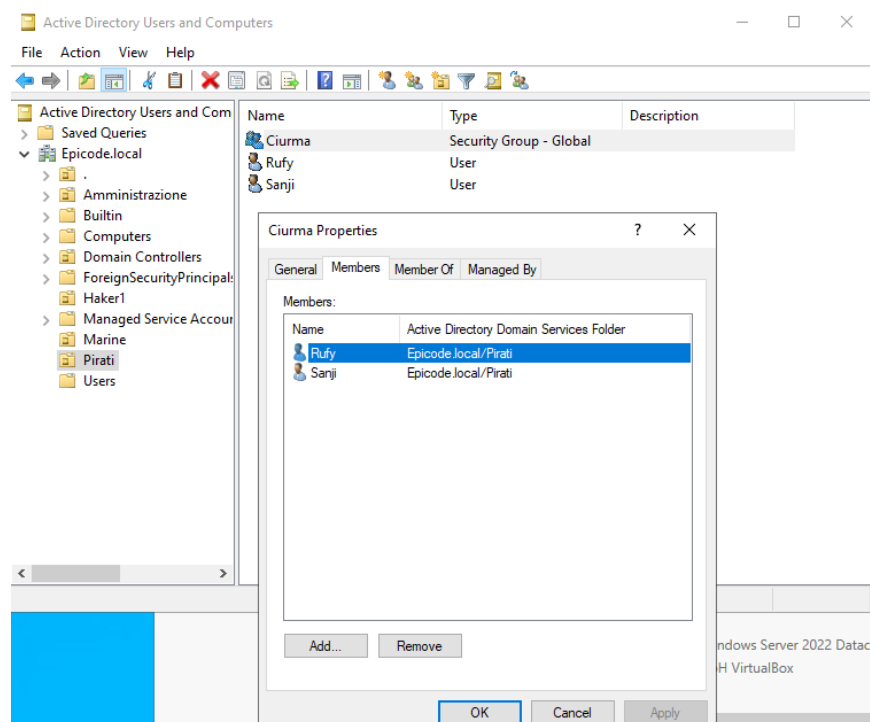 Active Directory Users and Computers
File Action View Help
Active Directory Users and Com
Saved Queries
Epicode.local
.
Amministrazione
Builtin
Computers
Domain Controllers
ForeignSecurityPrincipals
Haker1
Managed Service Accour
Marine
Pirati
Users
Name Type Description
Ciurma Security Group - Global
Rufy User
Sanji User
Ciurma Properties
General Members Member Of Managed By
Members:
Name Active Directory Domain Services Folder
Rufy Epicode.local/Pirati
Sanji Epicode.local/Pirati
Add... Remove
OK Cancel Apply
ndows Server 2022 Datac
H VirtualBox